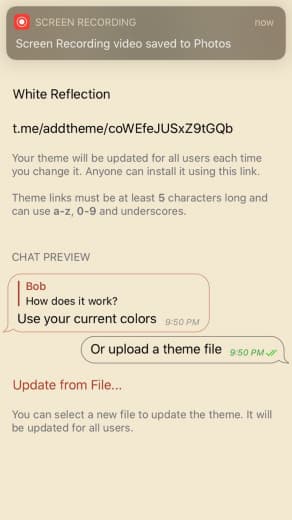 SCREEN RECORDING
now
Screen Recording video saved to Photos
White Reflection
t.me/addtheme/coWEfeJUSxZ9tGQb
Your theme will be updated for all users each time
you change it. Anyone can install it using this link.
Theme links must be at least 5 characters long and
can use a-z, 0-9 and underscores.
CHAT PREVIEW
Bob
How does it work?
Use your current colors 9:50 PM
Or upload a theme file 9:50 PM
Update from File...
You can select a new file to update the theme. It will
be updated for all users.